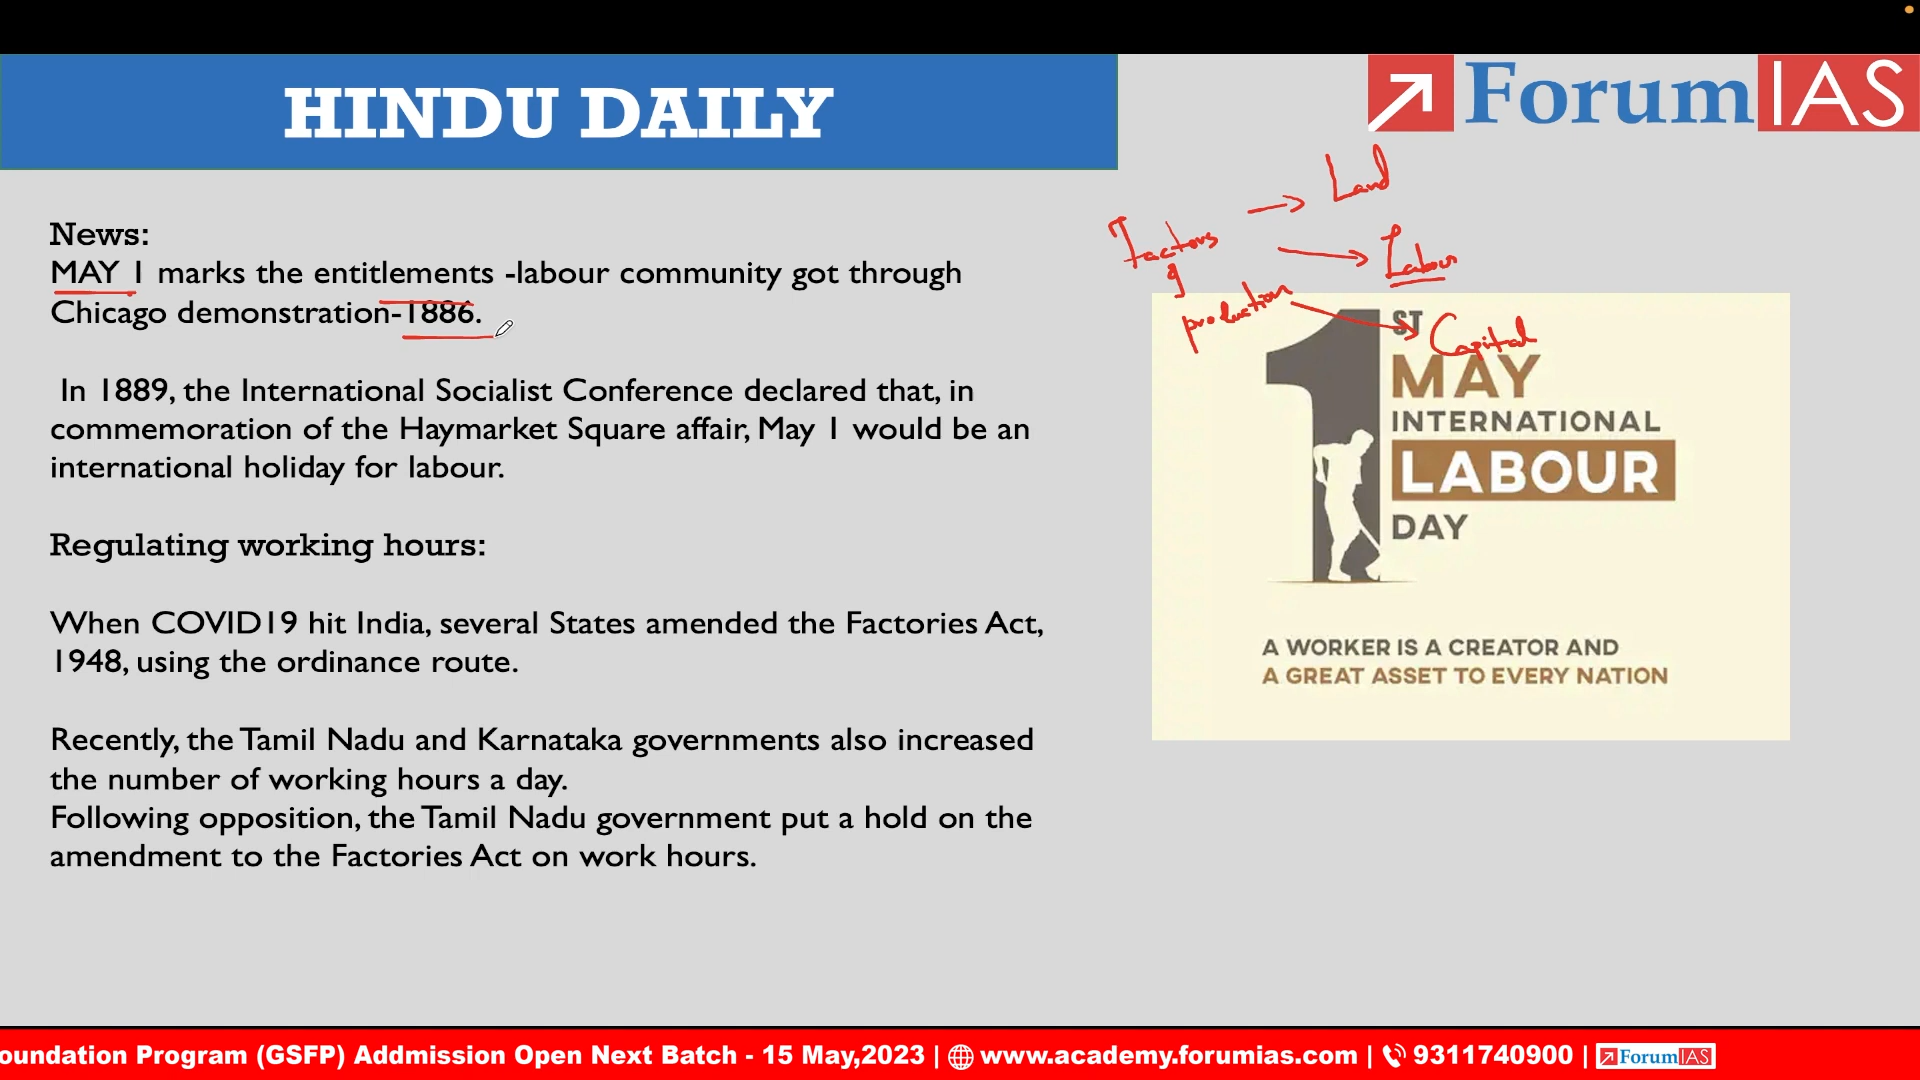 HINDU DAILY
ForumIAS
News:
MAY 1 marks the entitlements -labour community got through
Chicago demonstration-1886.
In 1889, the International Socialist Conference declared that, in
commemoration of the Haymarket Square affair, May 1 would be an
international holiday for labour.
Regulating working hours:
When COVID19 hit India, several States amended the Factories Act,
1948, using the ordinance route.
Recently, the Tamil Nadu and Karnataka governments also increased
the number of working hours a day.
Following opposition, the Tamil Nadu government put a hold on the
amendment to the Factories Act on work hours.
Land
Factors
Labour
production
Capital
1ST
MAY
INTERNATIONAL
LABOUR
DAY
A WORKER IS A CREATOR AND
A GREAT ASSET TO EVERY NATION
oundation Program (GSFP) Addmission Open Next Batch - 15 May,2023 | www.academy.forumias.com | 9311740900 | ForumIAS